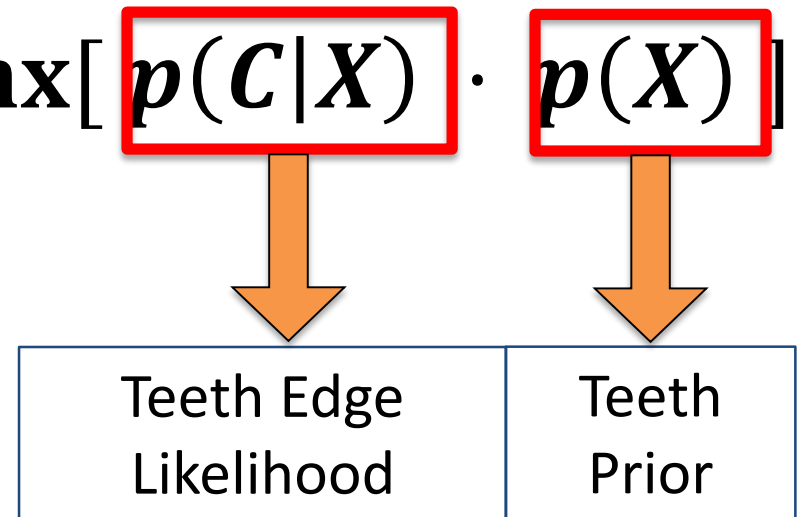 ax[ p(C|X) · p(X) ]
Teeth Edge
Likelihood
Teeth
Prior